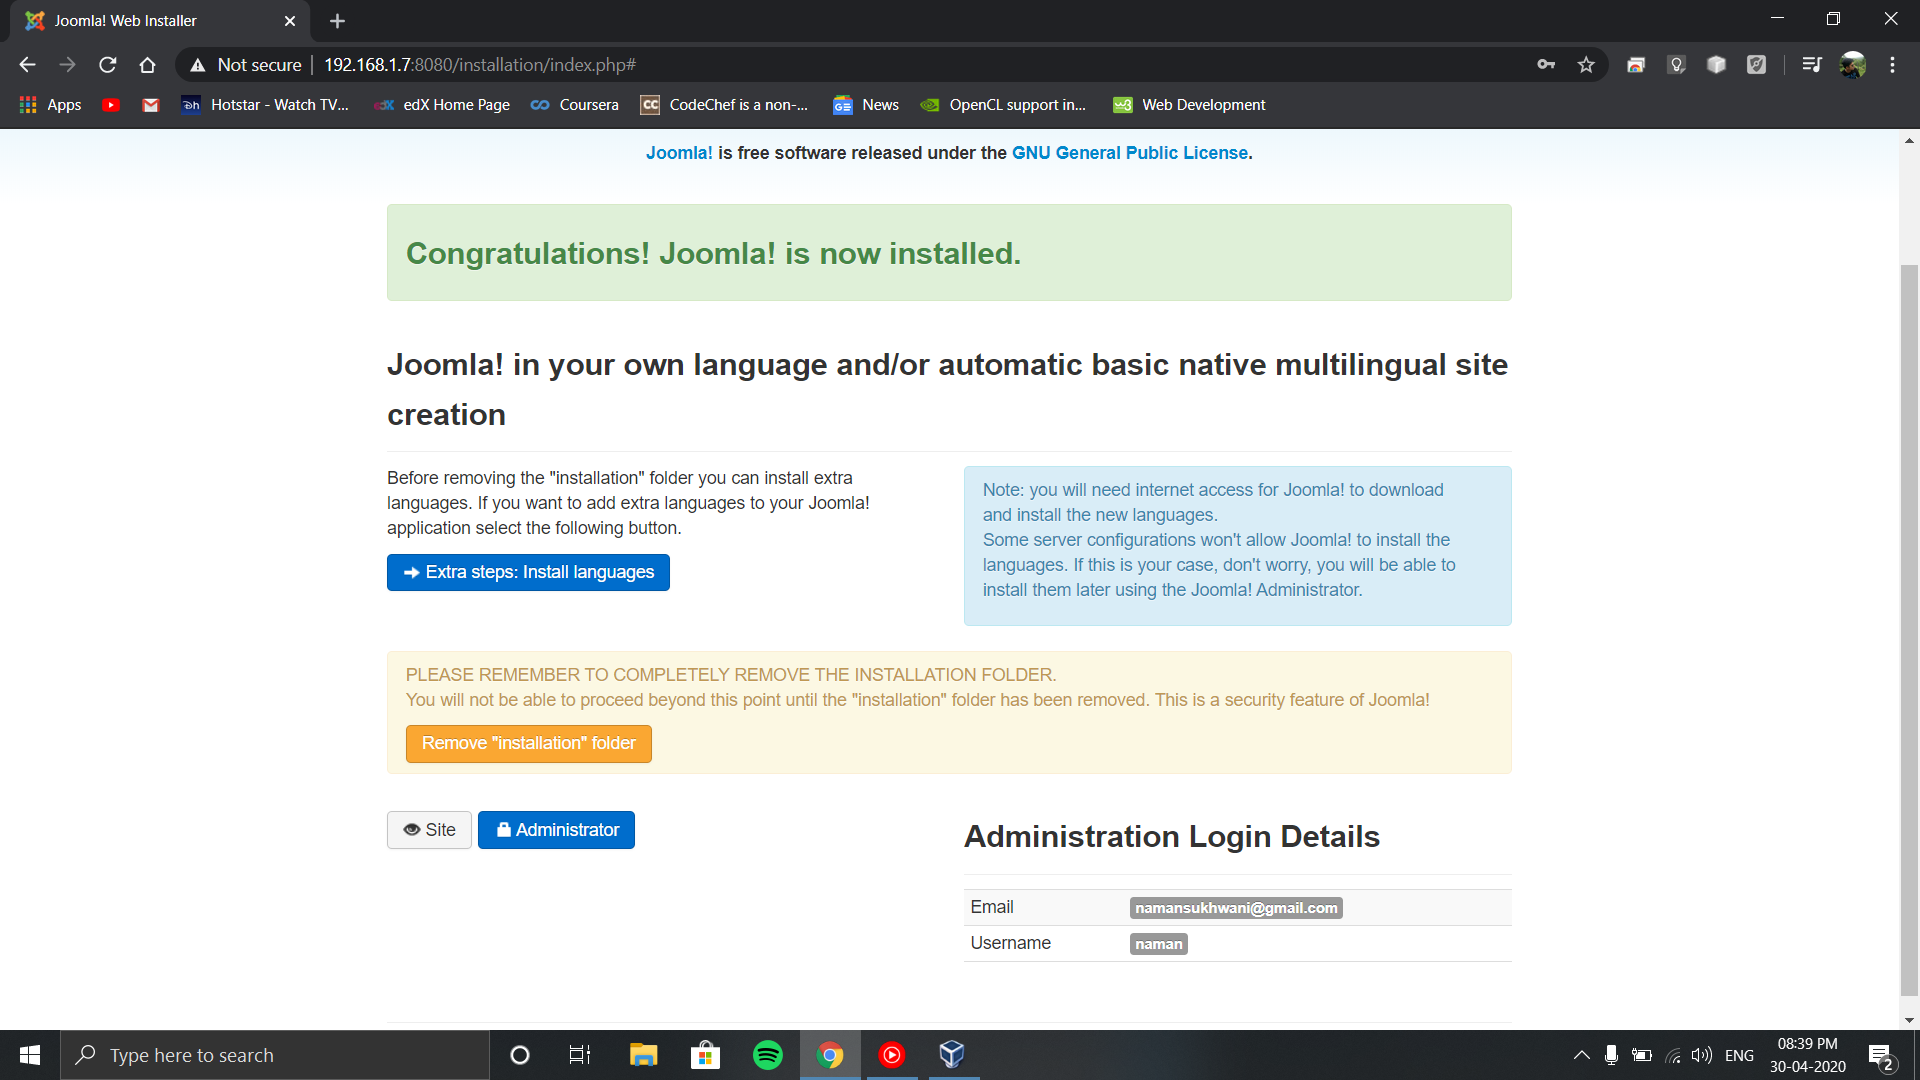 Joomla! Web Installer
Not secure | 192.168.1.7:8080/installation/index.php#
Apps
Hotstar - Watch TV...
edX Home Page
Coursera
CodeChef is a non-...
News
OpenCL support in...
Web Development
Joomla! is free software released under the GNU General Public License.
Congratulations! Joomla! is now installed.
Joomla! in your own language and/or automatic basic native multilingual site
creation
Before removing the "installation" folder you can install extra
languages. If you want to add extra languages to your Joomla!
application select the following button.
Extra steps: Install languages
Note: you will need internet access for Joomla! to download
and install the new languages.
Some server configurations won't allow Joomla! to install the
languages. If this is your case, don't worry, you will be able to
install them later using the Joomla! Administrator.
PLEASE REMEMBER TO COMPLETELY REMOVE THE INSTALLATION FOLDER.
You will not be able to proceed beyond this point until the "installation" folder has been removed. This is a security feature of Joomla!
Remove "installation" folder
Site
Administrator
Administration Login Details
Email namansukhwani@gmail.com
Username naman
Type here to search
ENG
08:39 PM
30-04-2020
2